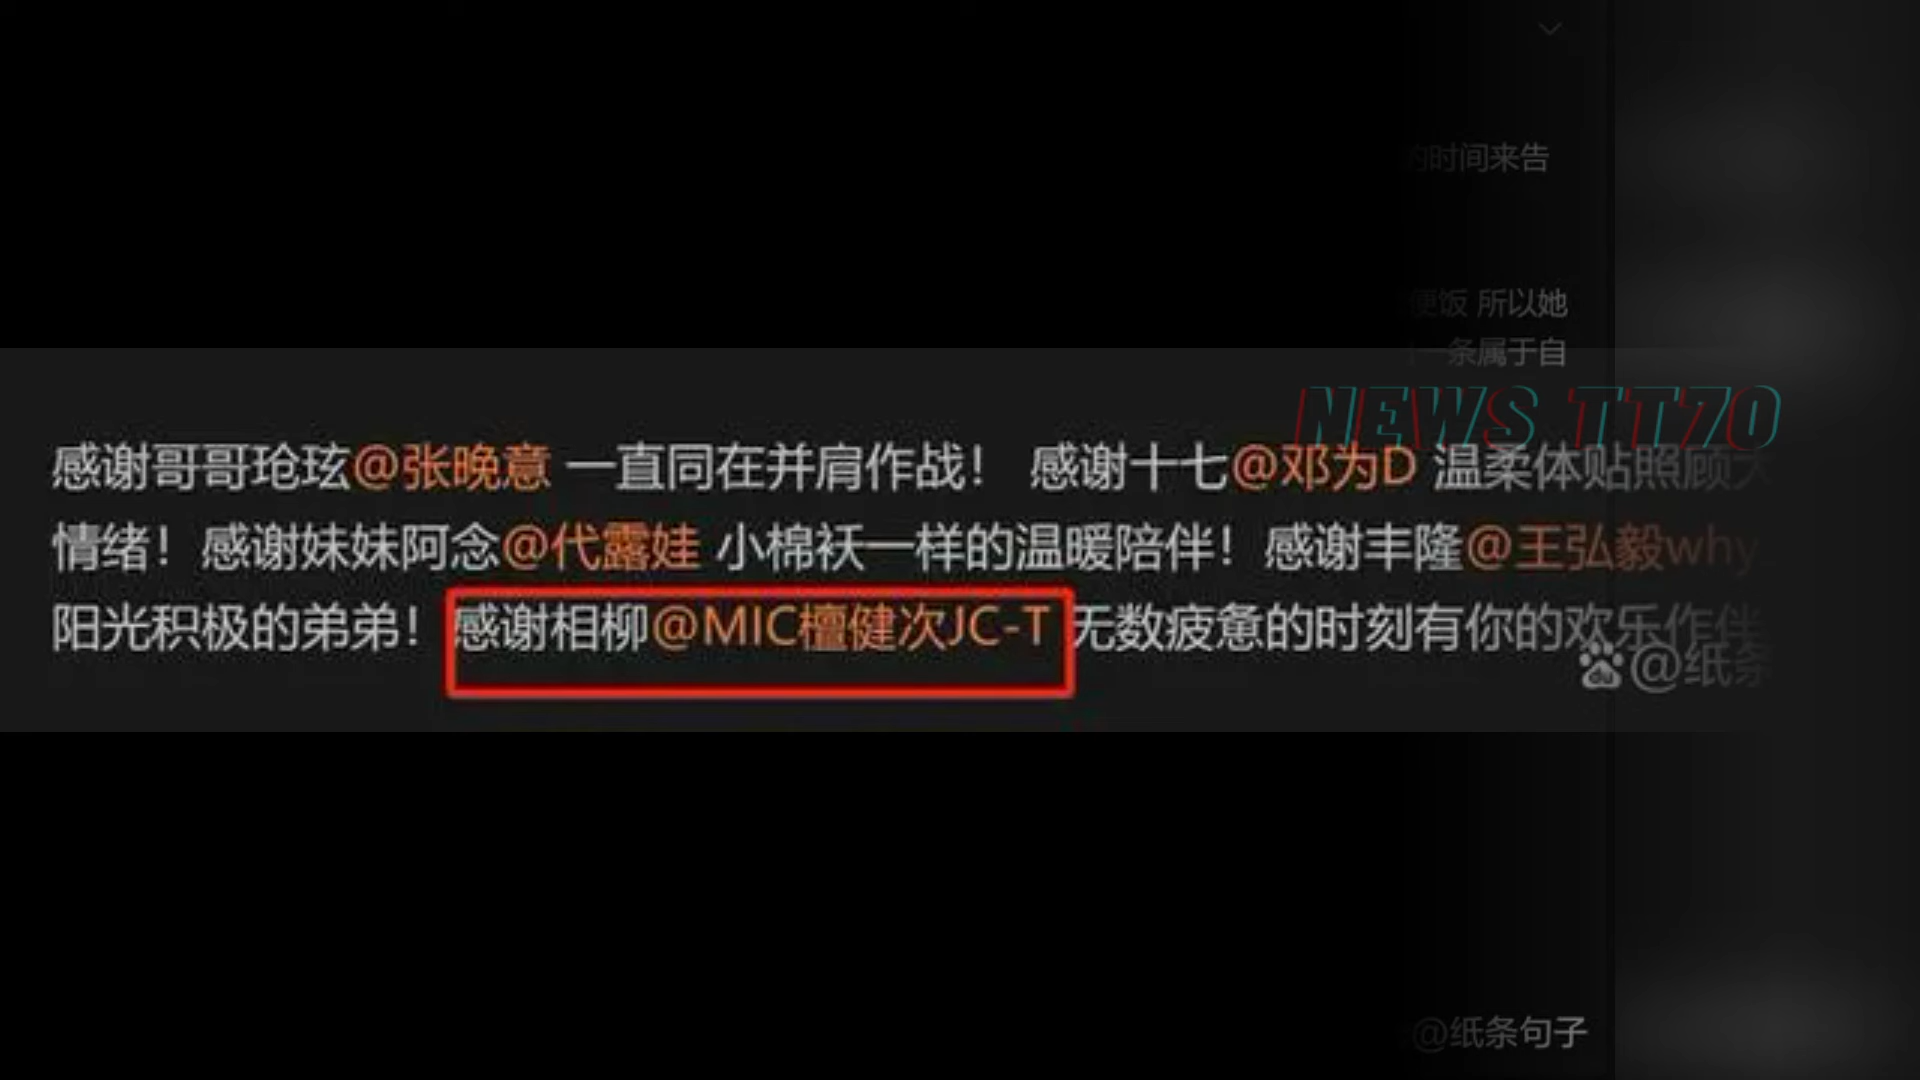 的时间来告
便饭 所以她
一条属于自
NEWS TT70
感谢哥哥玱玹@张晚意 一直同在并肩作战！ 感谢十七@邓为D 温柔体贴照顾大
情绪！感谢妹妹阿念@代露娃 小棉袄一样的温暖陪伴！感谢丰隆@王弘毅why
阳光积极的弟弟！ 感谢相柳@MIC檀健次JC-T 无数疲惫的时刻有你的欢乐作伴
du @纸条
@纸条句子